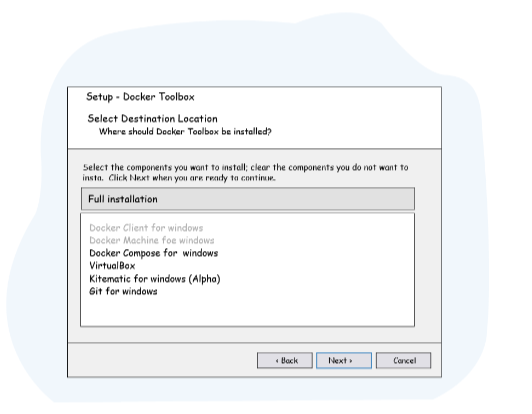 Setup - Docker Toolbox
Select Destination Location
Where should Docker Toolbox be installed?
Select the components you want to install; clear the components you do not want to
insta. Click Next when you are ready to continue.
Full installation
Docker Client for windows
Docker Machine foe windows
Docker Compose for windows
VirtualBox
Kitematic for windows (Alpha)
Git for windows
‹ Back
Next ›
Cancel